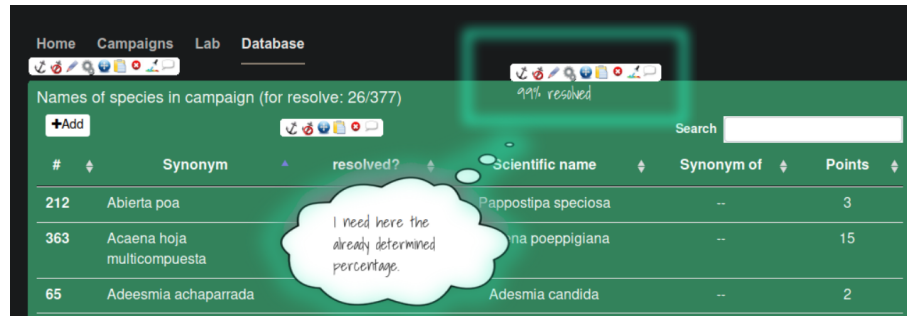 Home Campaigns Lab Database
99% resolved
Names of species in campaign (for resolve: 26/377)
+Add
Search
# Synonym resolved? Scientific name Synonym of Points
212 Abierta poa Pappostipa speciosa -- 3
I need here the
already determined
percentage.
363 Acaena hoja
multicompuesta
poeppigiana -- 15
65 Adeesmia achaparrada Adesmia candida -- 2